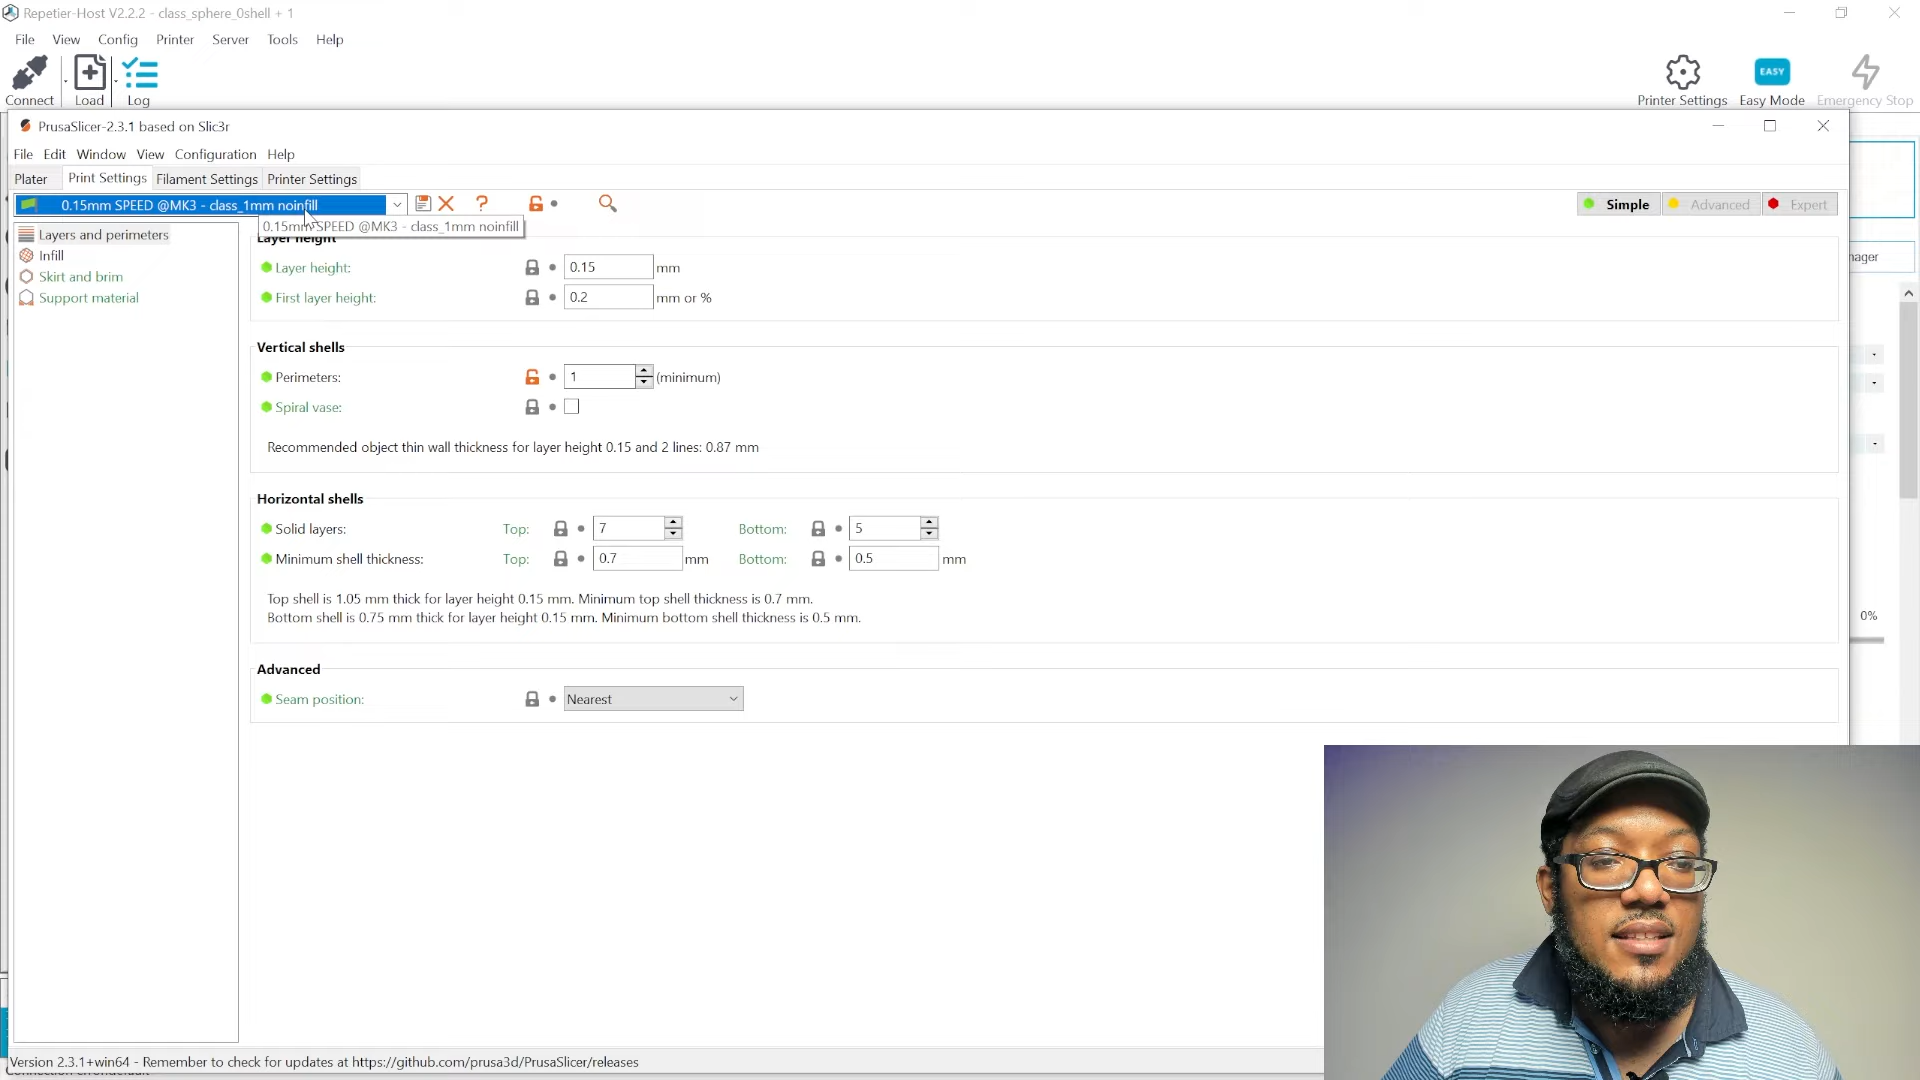 Repetier-Host V2.2.2 - class_sphere_0shell + 1
File View Config Printer Server Tools Help
Connect Load Log
Printer Settings Easy Mode Emergency Stop
EASY
PrusaSlicer-2.3.1 based on Slic3r
File Edit Window View Configuration Help
Plater Print Settings Filament Settings Printer Settings
0.15mm SPEED @MK3 - class_1mm noinfill
Simple Advanced Expert
0.15mm SPEED @MK3 - class_1mm noinfill
Layers and perimeters
Infill
Skirt and brim
Support material
Layer height
Layer height: 0.15 mm
First layer height: 0.2 mm or %
Vertical shells
Perimeters: 1 (minimum)
Spiral vase:
Recommended object thin wall thickness for layer height 0.15 and 2 lines: 0.87 mm
Horizontal shells
Solid layers: Top: 7 Bottom: 5
Minimum shell thickness: Top: 0.7 mm Bottom: 0.5 mm
Top shell is 1.05 mm thick for layer height 0.15 mm. Minimum top shell thickness is 0.7 mm.
Bottom shell is 0.75 mm thick for layer height 0.15 mm. Minimum bottom shell thickness is 0.5 mm.
Advanced
Seam position: Nearest
0%
Version 2.3.1+win64 - Remember to check for updates at https://github.com/prusa3d/PrusaSlicer/releases